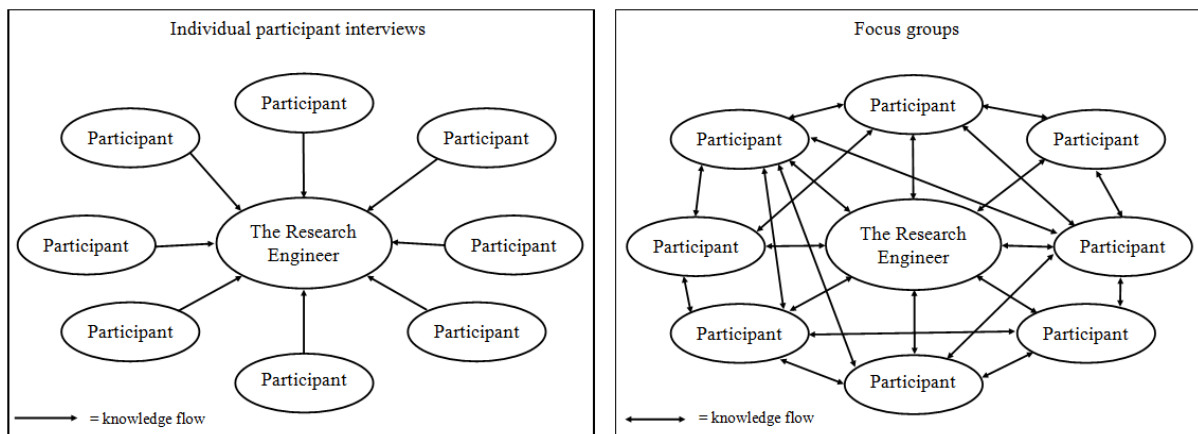 Individual participant interviews
Participant
Participant
Participant
Participant
The Research
Engineer
Participant
Participant
Participant
Participant
= knowledge flow
Focus groups
Participant
Participant
Participant
Participant
The Research
Engineer
Participant
Participant
Participant
Participant
= knowledge flow